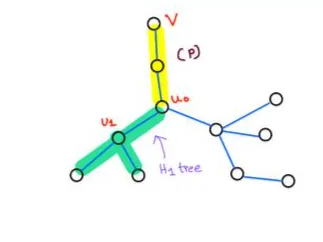 V
(P)
u₀
u₁
H₁ tree